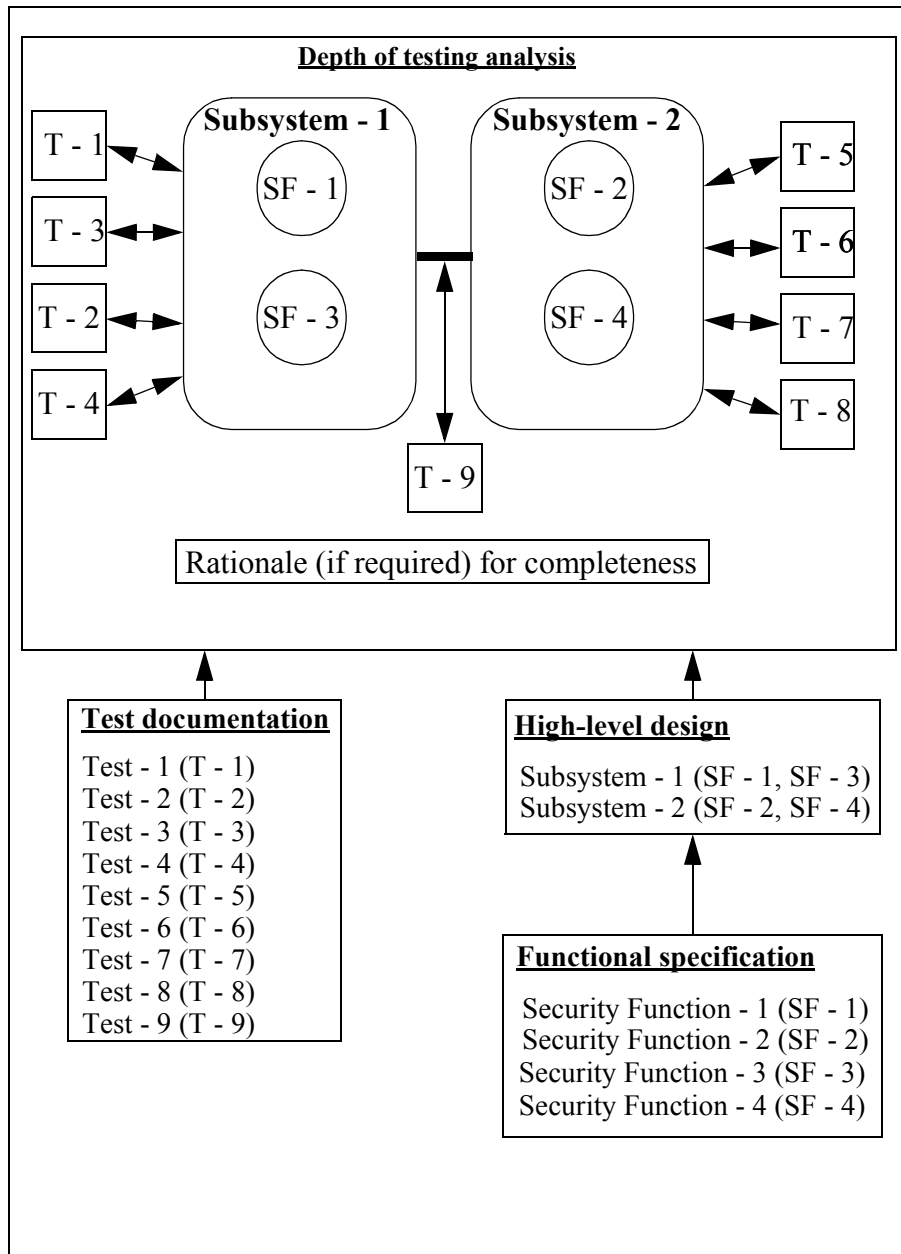 Depth of testing analysis
Subsystem - 1
Subsystem - 2
T - 1
T - 3
T - 2
T - 4
SF - 1
SF - 3
SF - 2
SF - 4
T - 5
T - 6
T - 7
T - 8
T - 9
Rationale (if required) for completeness
Test documentation
Test - 1 (T - 1)
Test - 2 (T - 2)
Test - 3 (T - 3)
Test - 4 (T - 4)
Test - 5 (T - 5)
Test - 6 (T - 6)
Test - 7 (T - 7)
Test - 8 (T - 8)
Test - 9 (T - 9)
High-level design
Subsystem - 1 (SF - 1, SF - 3)
Subsystem - 2 (SF - 2, SF - 4)
Functional specification
Security Function - 1 (SF - 1)
Security Function - 2 (SF - 2)
Security Function - 3 (SF - 3)
Security Function - 4 (SF - 4)